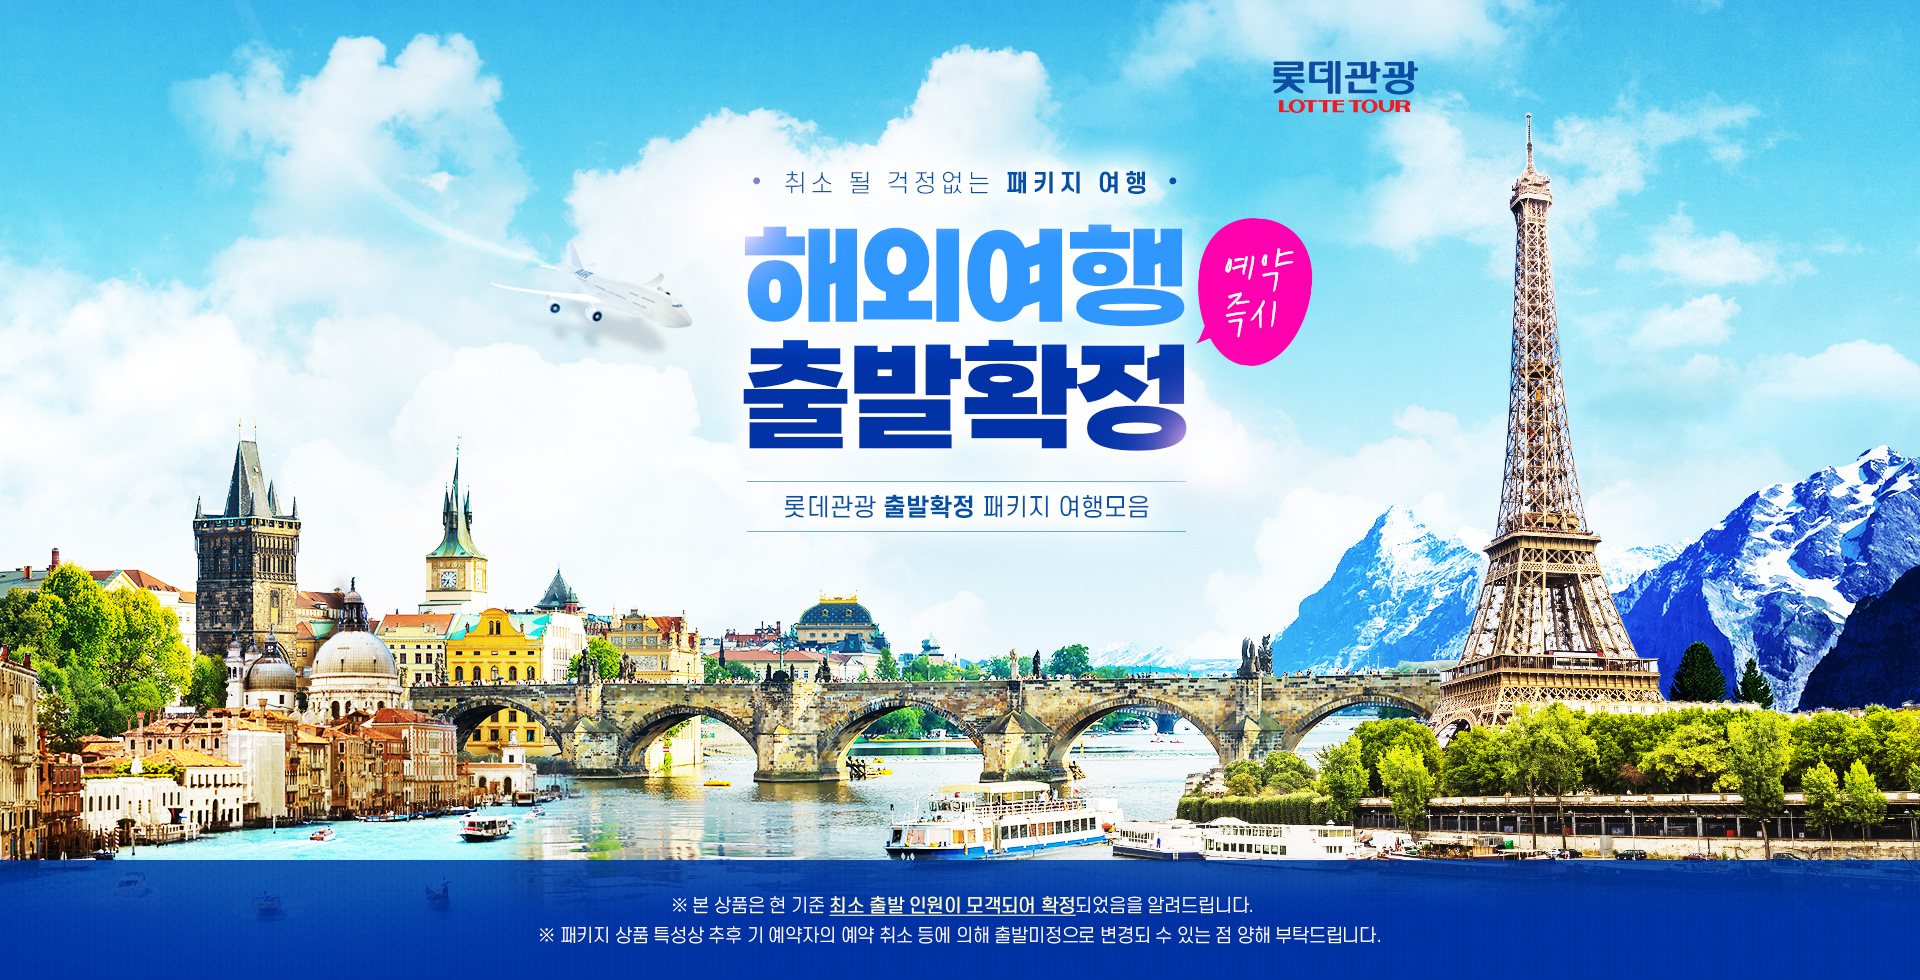 롯데관광
LOTTE TOUR
• 취소 될 걱정없는 패키지 여행 •
해외여행
예약
즉시
출발확정
롯데관광 출발확정 패키지 여행모음
※ 본 상품은 현 기준 최소 출발 인원이 모객되어 확정되었음을 알려드립니다.
※ 패키지 상품 특성상 추후 기 예약자의 예약 취소 등에 의해 출발미정으로 변경되 수 있는 점 양해 부탁드립니다.